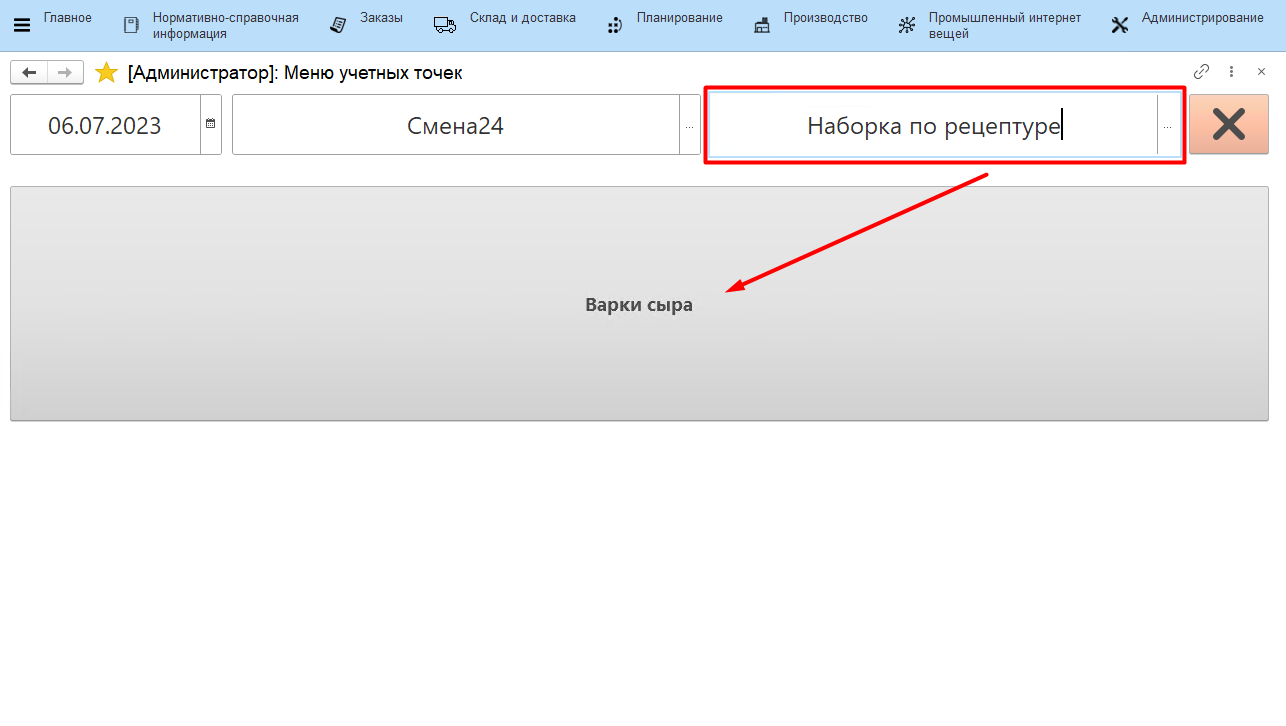 Главное
Нормативно-справочная
информация
Заказы
Склад и доставка
Планирование
Производство
Промышленный интернет
вещей
Администрирование
[Администратор]: Меню учетных точек
06.07.2023
Смена24
...
Наборка по рецептуре
...
Варки сыра